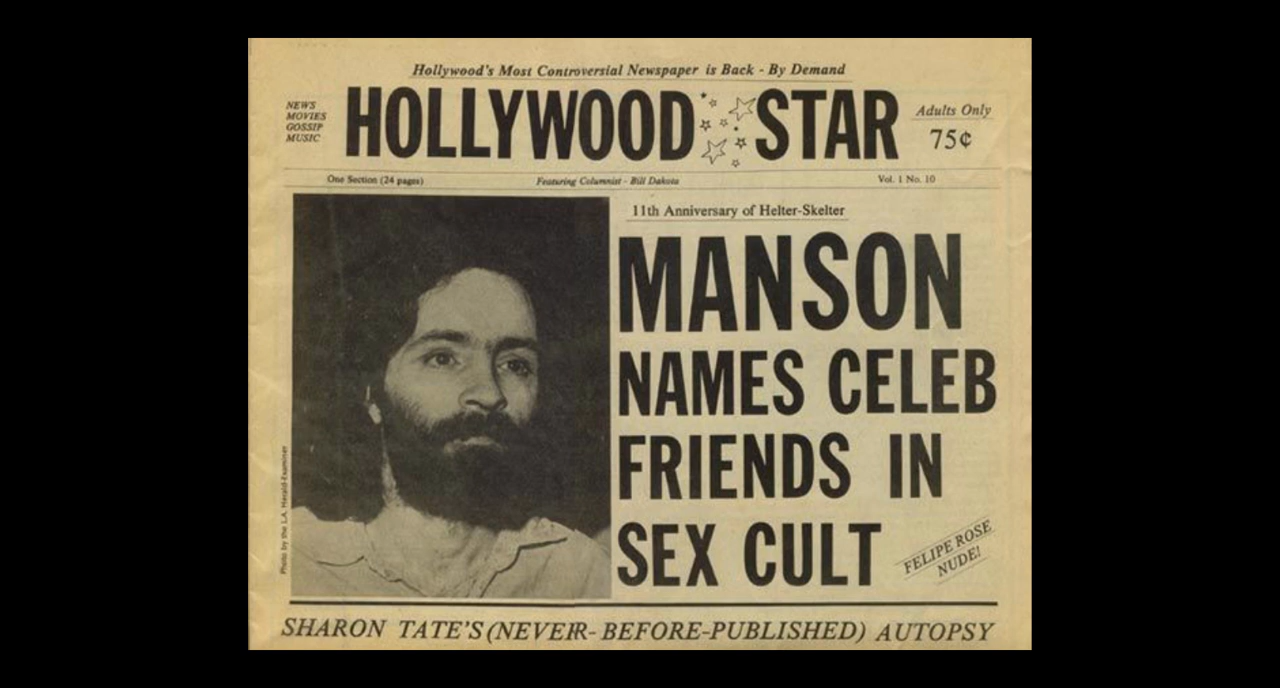 Hollywood's Most Controversial Newspaper is Back - By Demand
NEWS
MOVIES
GOSSIP
MUSIC
HOLLYWOOD STAR
Adults Only
75¢
One Section (24 pages)
Featuring Columnist - Bill Dakota
Vol. 1 No. 10
Photo by the L.A. Herald-Examiner
11th Anniversary of Helter-Skelter
MANSON
NAMES CELEB
FRIENDS IN
SEX CULT
FELIPE ROSE
NUDE!
SHARON TATE'S (NEVER-BEFORE-PUBLISHED) AUTOPSY